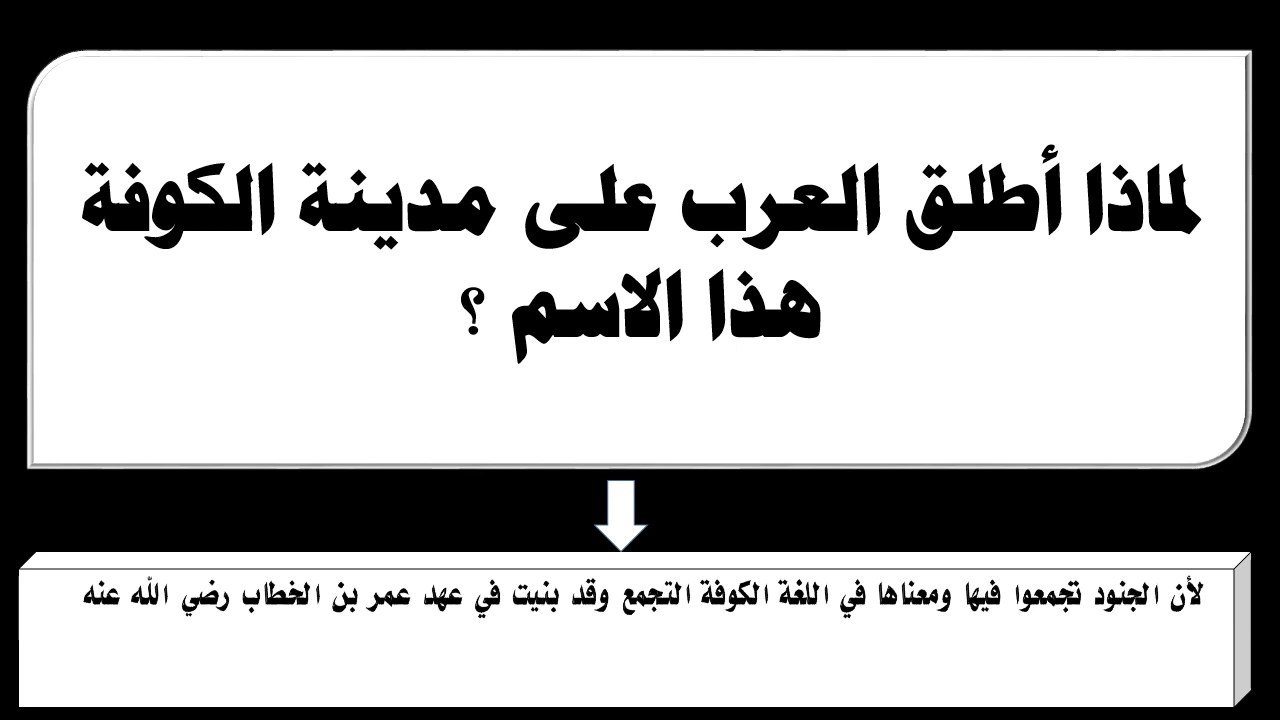 لماذا أطلق العرب على مدينة الكوفة
هذا الاسم ؟
لأن الجنود تجمعوا فيها ومعناها في اللغة الكوفة التجمع وقد بنيت في عهد عمر بن الخطاب رضي الله عنه